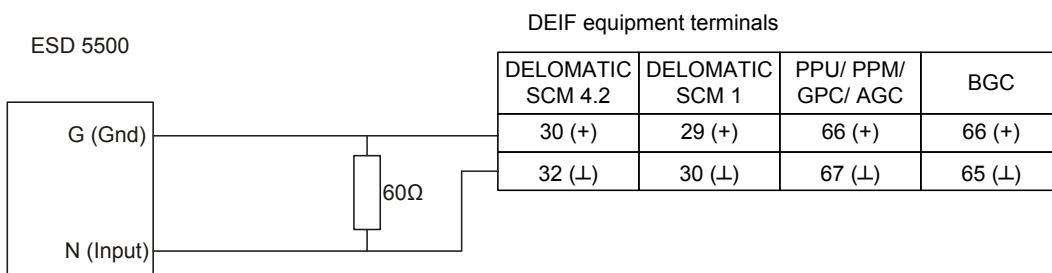 DEIF equipment terminals
ESD 5500
DELOMATIC SCM 4.2 DELOMATIC SCM 1 PPU/ PPM/ GPC/ AGC BGC
G (Gnd) 30 (+) 29 (+) 66 (+) 66 (+)
32 (⊥) 30 (⊥) 67 (⊥) 65 (⊥)
60Ω
N (Input)